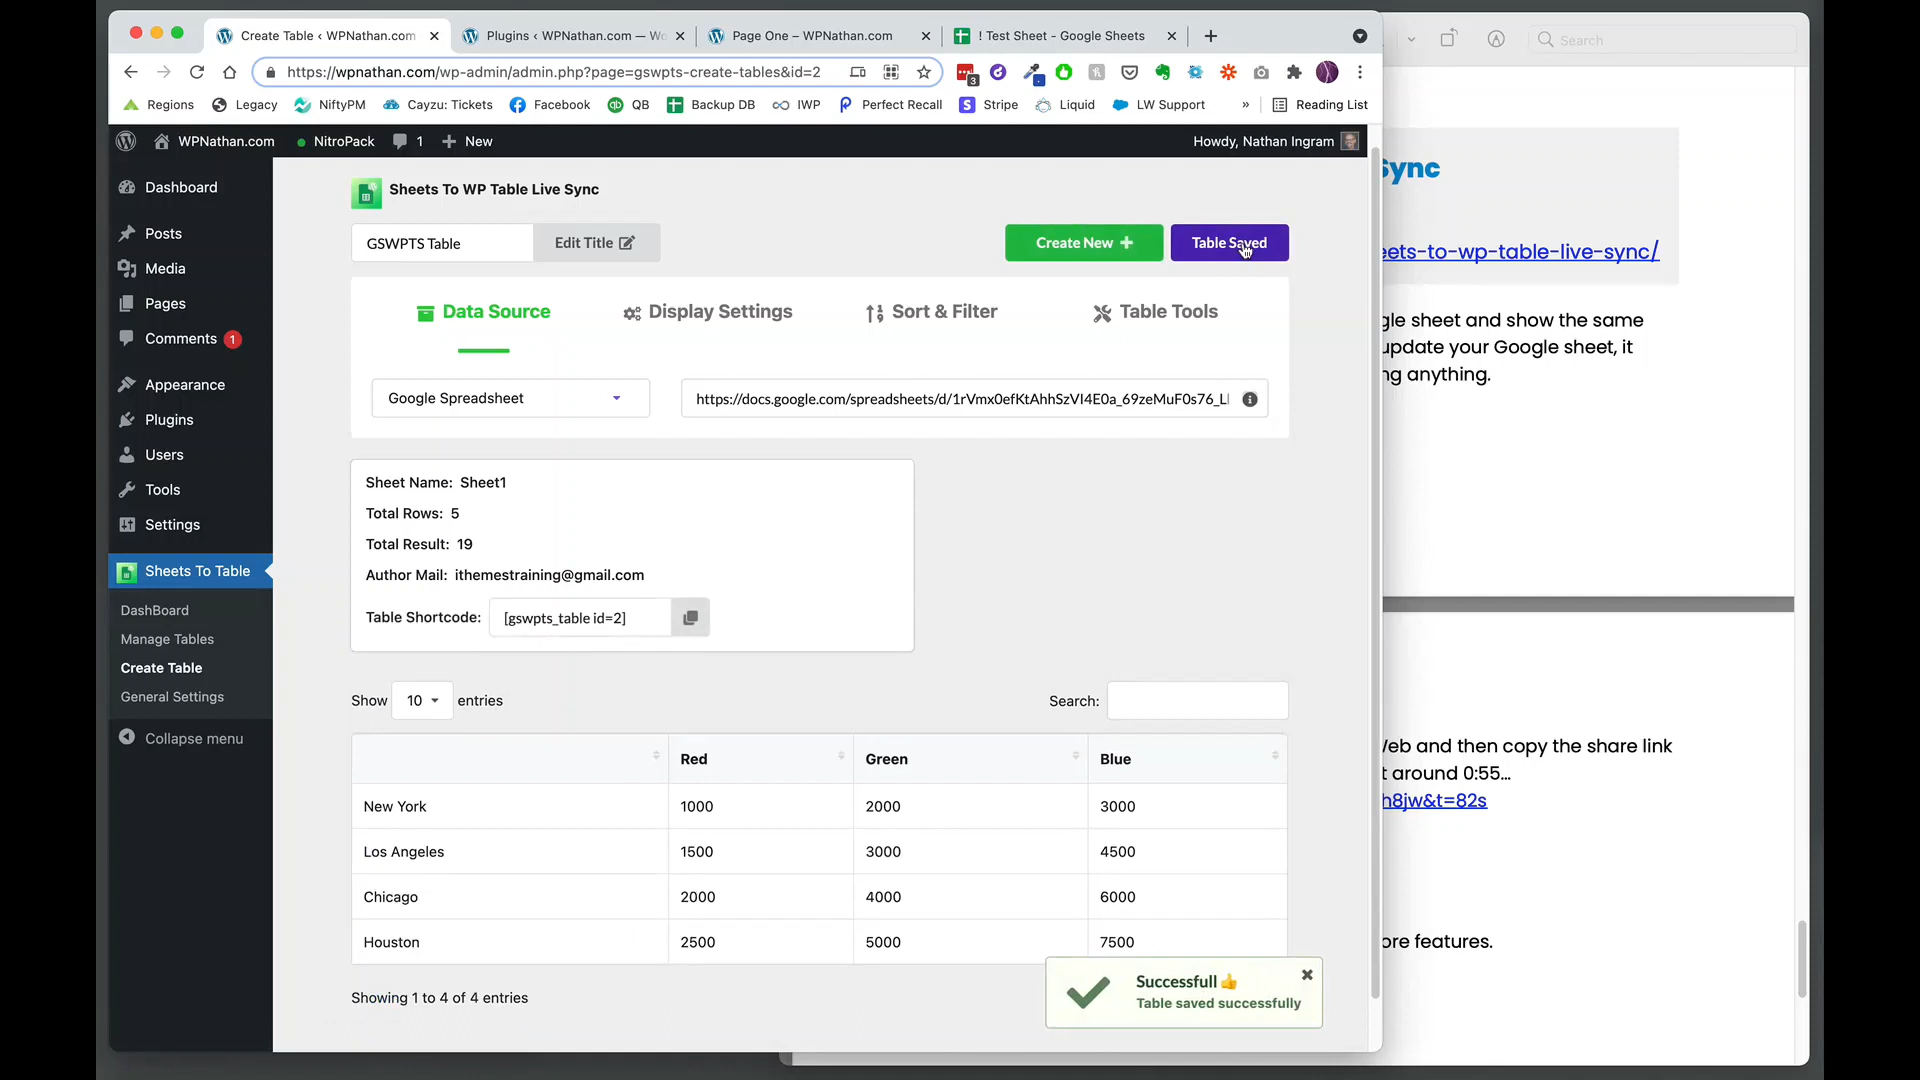 Create Table ‹ WPNathan.com
Plugins ‹ WPNathan.com — Wo
Page One – WPNathan.com
! Test Sheet - Google Sheets
Search
https://wpnathan.com/wp-admin/admin.php?page=gswpts-create-tables&id=2
3
Regions
Legacy
NiftyPM
Cayzu: Tickets
Facebook
QB
Backup DB
IWP
Perfect Recall
Stripe
Liquid
LW Support
»
Reading List
WPNathan.com
NitroPack
1
New
Howdy, Nathan Ingram
Dashboard
Posts
Media
Pages
Comments 1
Appearance
Plugins
Users
Tools
Settings
Sheets To Table
DashBoard
Manage Tables
Create Table
General Settings
Collapse menu
Sheets To WP Table Live Sync
GSWPTS Table
Edit Title
Create New
Table Saved
Data Source
Display Settings
Sort & Filter
Table Tools
Google Spreadsheet
https://docs.google.com/spreadsheets/d/1rVmx0efKtAhhSzVI4E0a_69zeMuF0s76_L
Sheet Name: Sheet1
Total Rows: 5
Total Result: 19
Author Mail: ithemestraining@gmail.com
Table Shortcode: [gswpts_table id=2]
Show 10 entries
Search:
Red Green Blue
New York 1000 2000 3000
Los Angeles 1500 3000 4500
Chicago 2000 4000 6000
Houston 2500 5000 7500
Showing 1 to 4 of 4 entries
Successfull 👍
Table saved successfully
Sync
eets-to-wp-table-live-sync/
gle sheet and show the same
update your Google sheet, it
ng anything.
Web and then copy the share link
t around 0:55...
h8jw&t=82s
ore features.